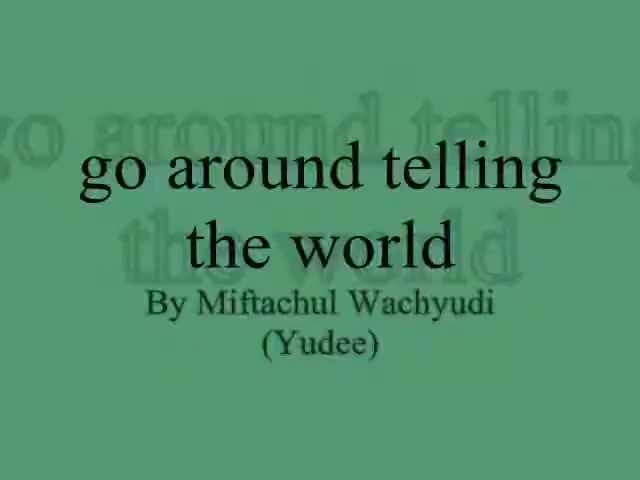 go around telling
the world
By Miftachul Wachyudi
(Yudee)